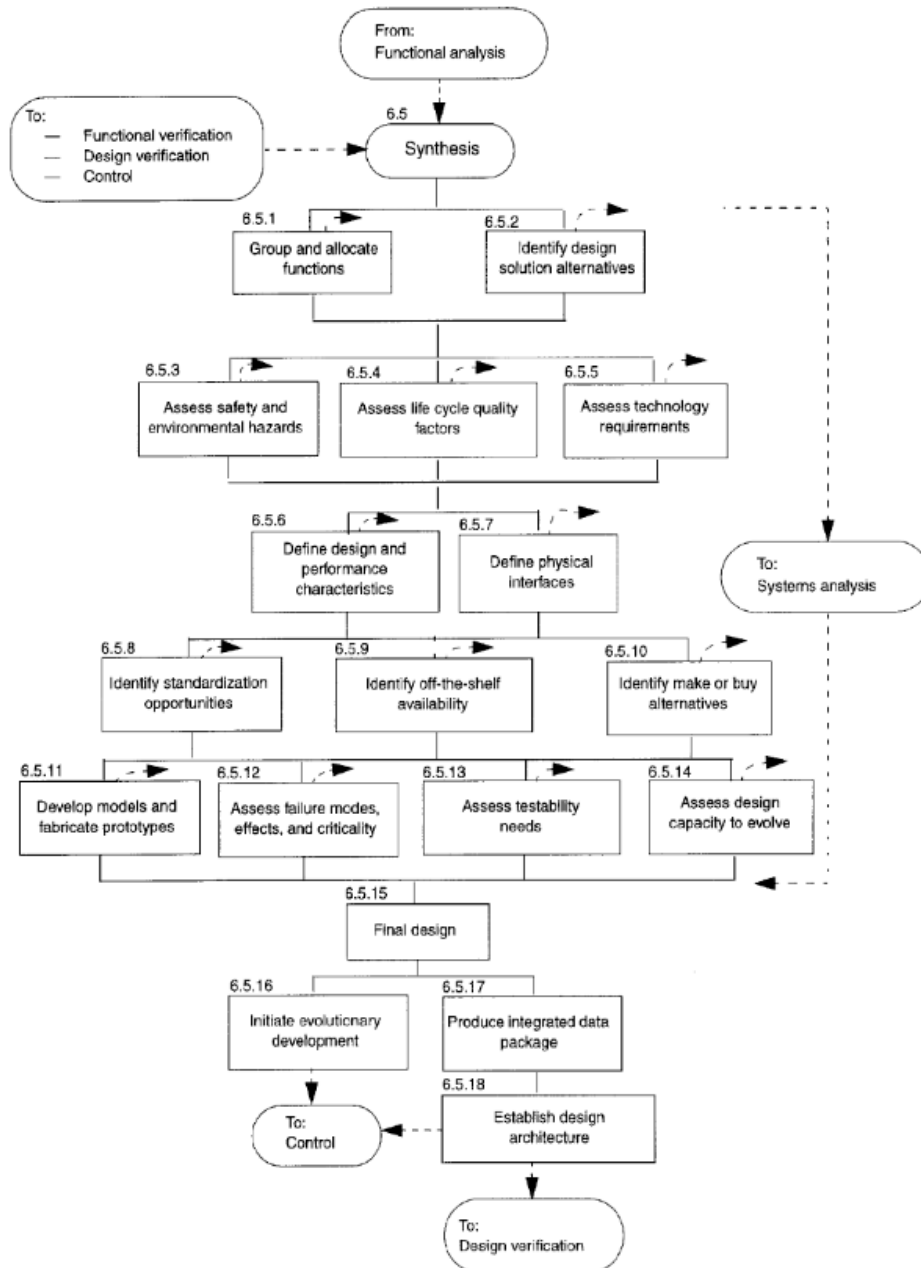 From:
Functional analysis
To:
— Functional verification
— Design verification
— Control
6.5
Synthesis
6.5.1
Group and allocate
functions
6.5.2
Identify design
solution alternatives
6.5.3
Assess safety and
environmental hazards
6.5.4
Assess life cycle quality
factors
6.5.5
Assess technology
requirements
6.5.6
Define design and
performance
characteristics
6.5.7
Define physical
interfaces
To:
Systems analysis
6.5.8
Identify standardization
opportunities
6.5.9
Identify off-the-shelf
availability
6.5.10
Identify make or buy
alternatives
6.5.11
Develop models and
fabricate prototypes
6.5.12
Assess failure modes,
effects, and criticality
6.5.13
Assess testability
needs
6.5.14
Assess design
capacity to evolve
6.5.15
Final design
6.5.16
Initiate evolutionary
development
6.5.17
Produce integrated data
package
6.5.18
Establish design
architecture
To:
Control
To:
Design verification